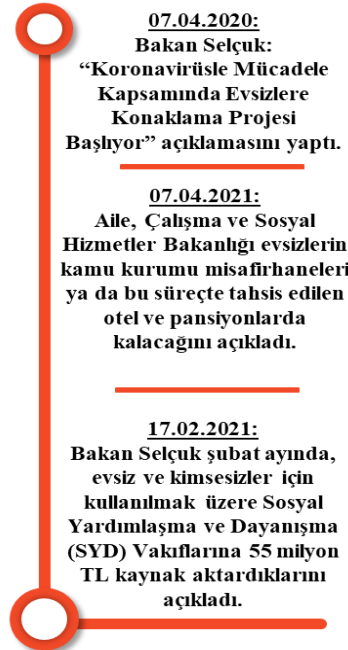 07.04.2020:
Bakan Selçuk:
“Koronavirüsle Mücadele
Kapsamında Evsizlere
Konaklama Projesi
Başlıyor” açıklamasını yaptı.
07.04.2021:
Aile, Çalışma ve Sosyal
Hizmetler Bakanlığı evsizlerin
kamu kurumu misafirhaneleri
ya da bu süreçte tahsis edilen
otel ve pansiyonlarda
kalacağını açıkladı.
17.02.2021:
Bakan Selçuk şubat ayında,
evsiz ve kimsesizler için
kullanılmak üzere Sosyal
Yardımlaşma ve Dayanışma
(SYD) Vakıflarına 55 milyon
TL kaynak aktardıklarını
açıkladı.